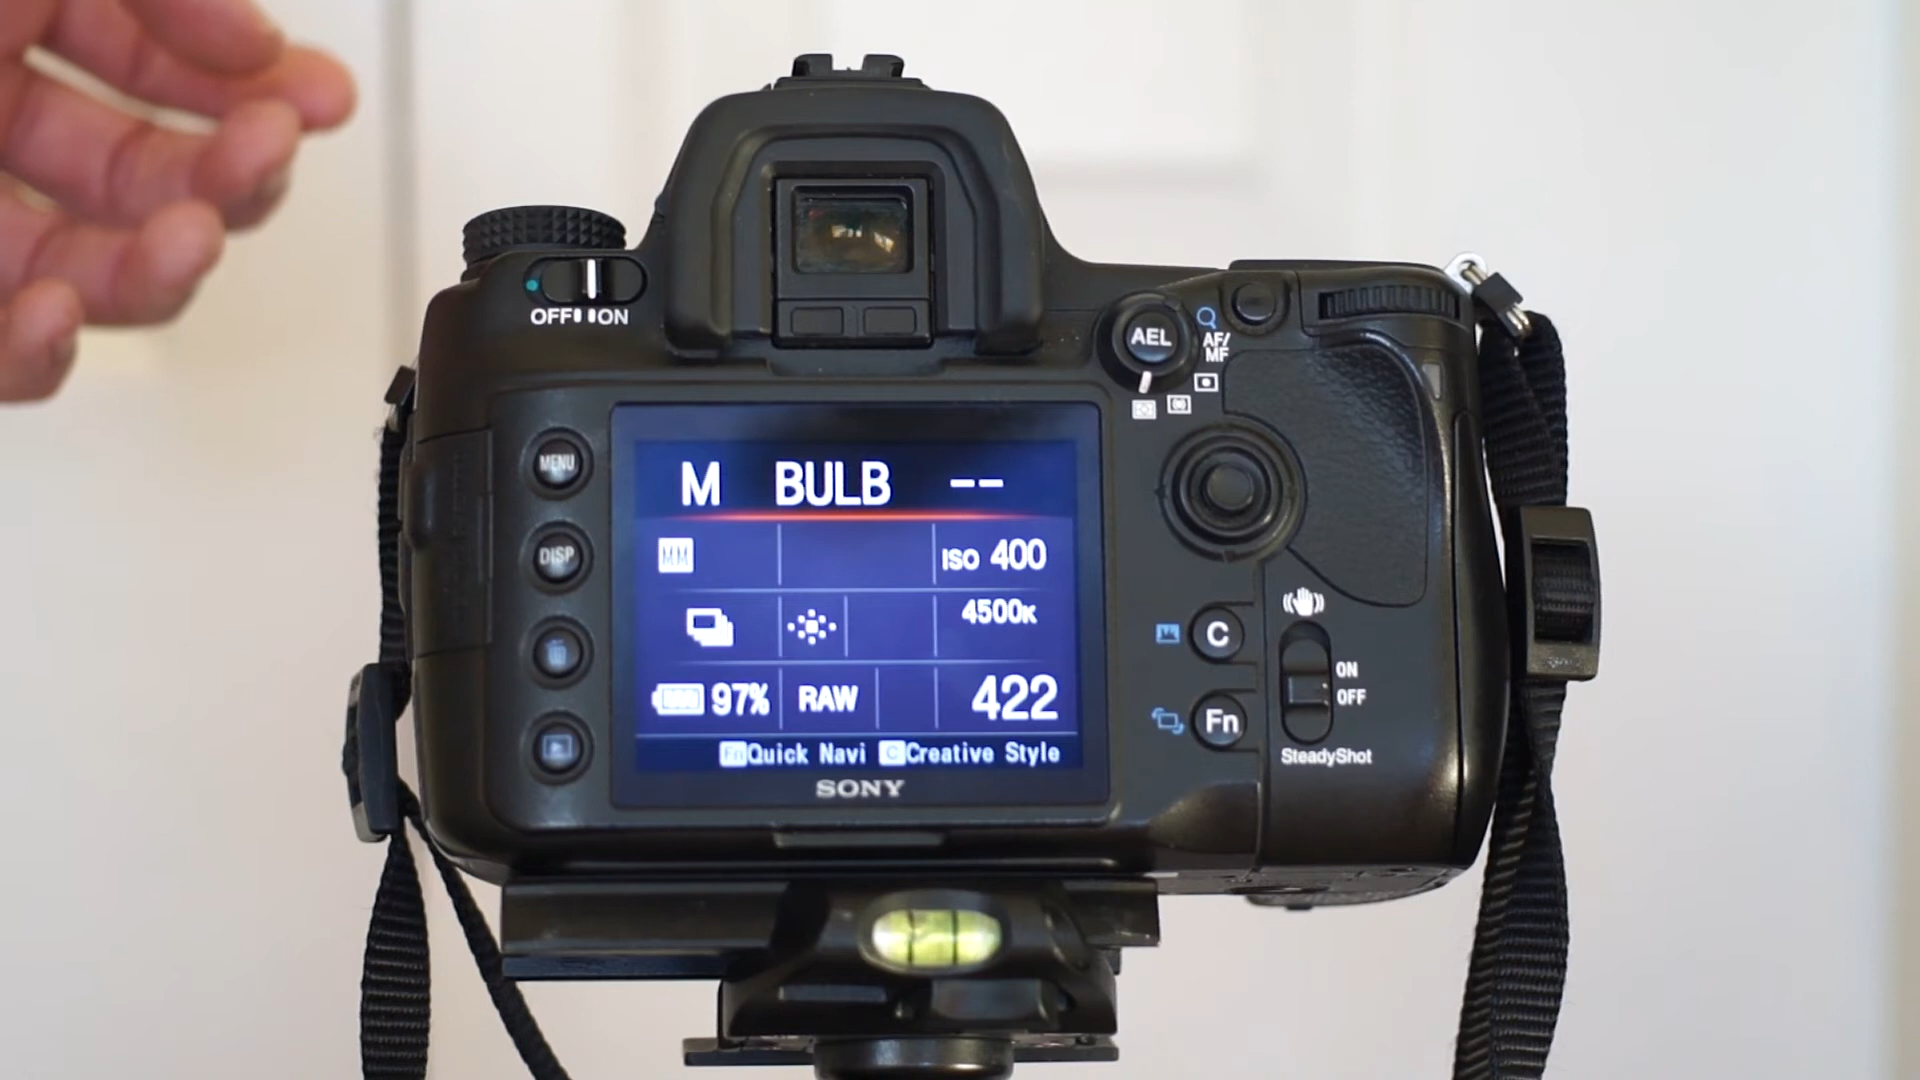 OFF ON
AEL
AF/
MF
MENU
DISP
M BULB --
ISO 400
4500K
97% RAW 422
Fn Quick Navi C Creative Style
SONY
C
Fn
ON
OFF
SteadyShot